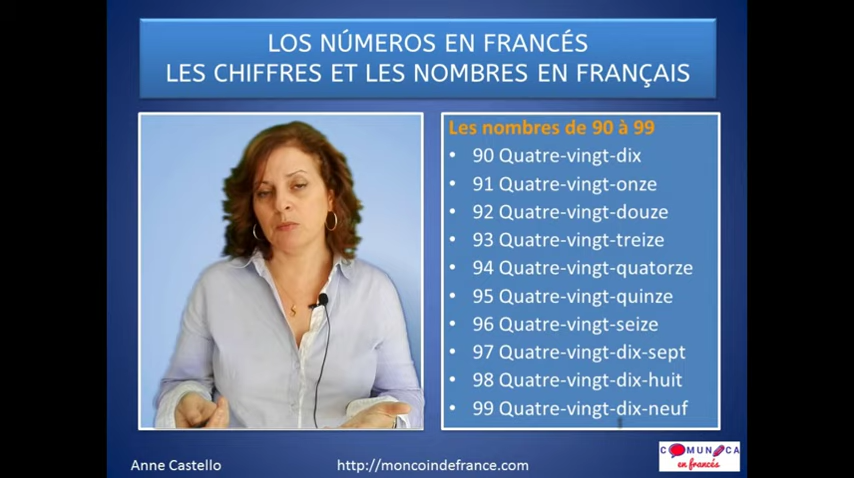 LOS NÚMEROS EN FRANCÉS
LES CHIFFRES ET LES NOMBRES EN FRANÇAIS
Les nombres de 90 à 99
• 90 Quatre-vingt-dix
• 91 Quatre-vingt-onze
• 92 Quatre-vingt-douze
• 93 Quatre-vingt-treize
• 94 Quatre-vingt-quatorze
• 95 Quatre-vingt-quinze
• 96 Quatre-vingt-seize
• 97 Quatre-vingt-dix-sept
• 98 Quatre-vingt-dix-huit
• 99 Quatre-vingt-dix-neuf
Anne Castello
http://moncoindefrance.com
COMUNICA
en francés